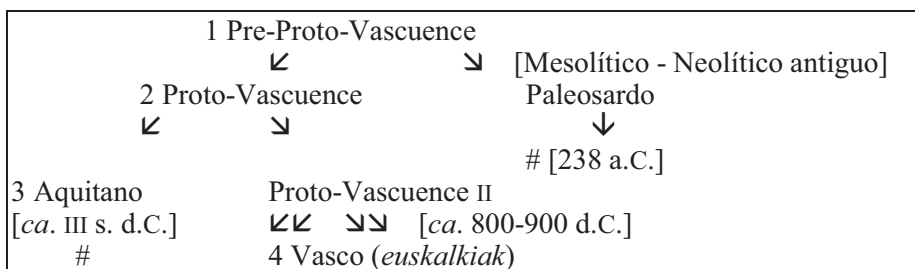 1 Pre-Proto-Vascuence
↙ ↘ [Mesolítico - Neolítico antiguo]
2 Proto-Vascuence Paleosardo
↙ ↘ ↓
# [238 a.C.]
3 Aquitano Proto-Vascuence II
[ca. III s. d.C.] ↙↙ ↘↘ [ca. 800-900 d.C.]
# 4 Vasco (euskalkiak)